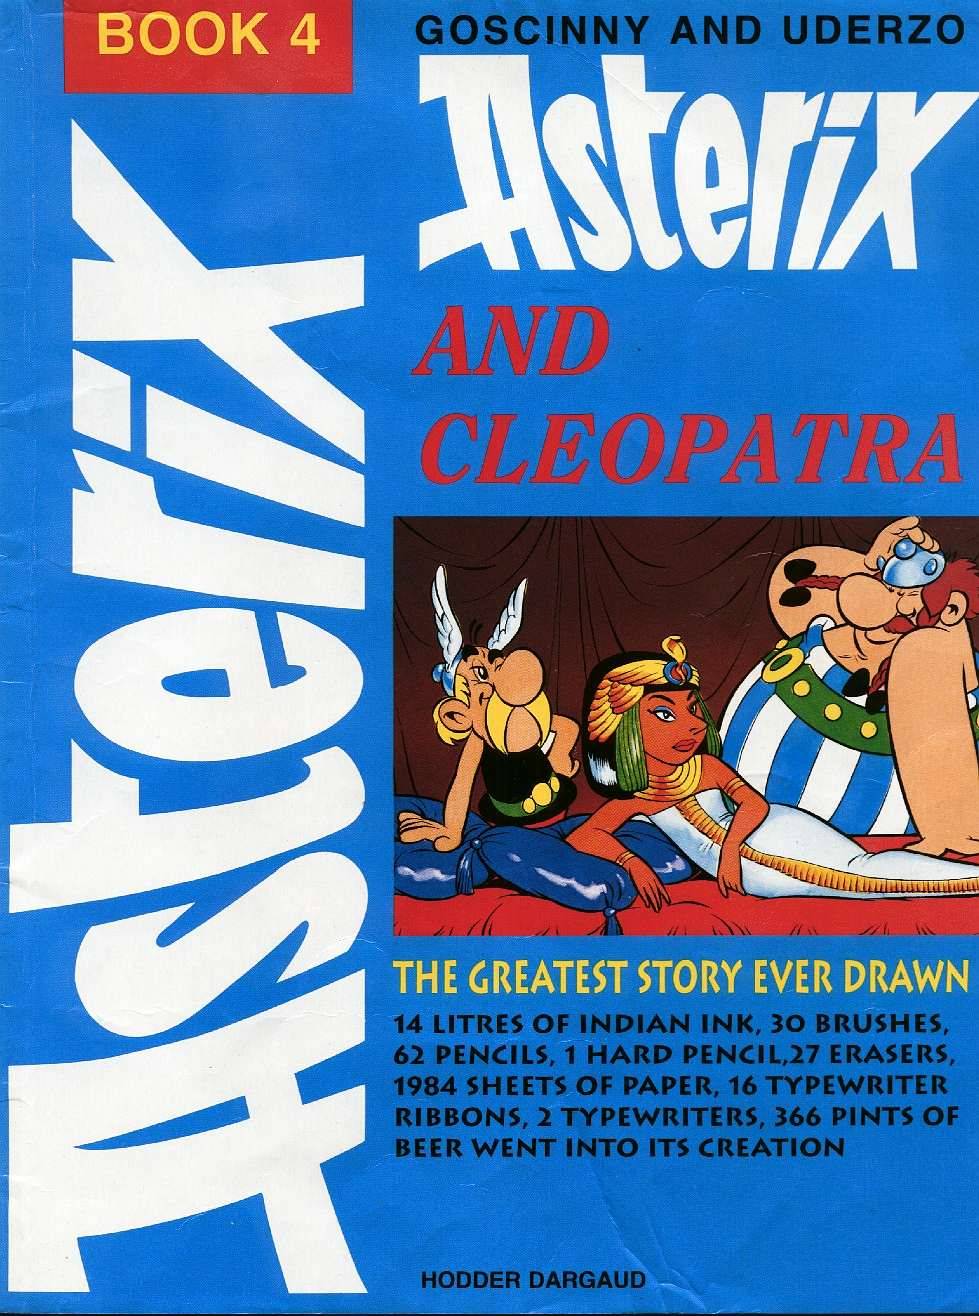 BOOK 4
GOSCINNY AND UDERZO
Asterix
AND
CLEOPATRA
Asterix
THE GREATEST STORY EVER DRAWN
14 LITRES OF INDIAN INK, 30 BRUSHES,
62 PENCILS, 1 HARD PENCIL,27 ERASERS,
1984 SHEETS OF PAPER, 16 TYPEWRITER
RIBBONS, 2 TYPEWRITERS, 366 PINTS OF
BEER WENT INTO ITS CREATION
HODDER DARGAUD